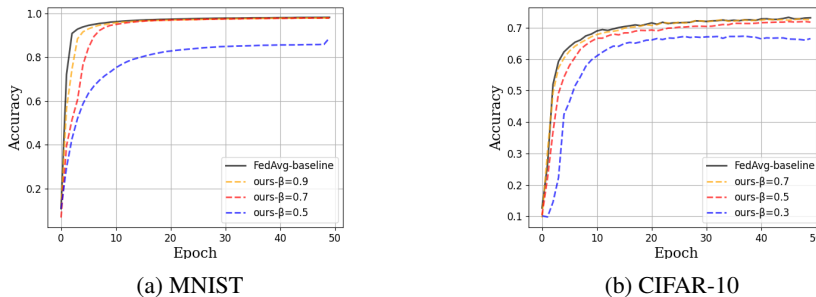 1.0
0.8
0.6
0.4
0.2
0 10 20 30 40 50
Accuracy
Epoch
FedAvg-baseline
ours-β=0.9
ours-β=0.7
ours-β=0.5
(a) MNIST
0.7
0.6
0.5
0.4
0.3
0.2
0.1
0 10 20 30 40 50
Accuracy
Epoch
FedAvg-baseline
ours-β=0.7
ours-β=0.5
ours-β=0.3
(b) CIFAR-10